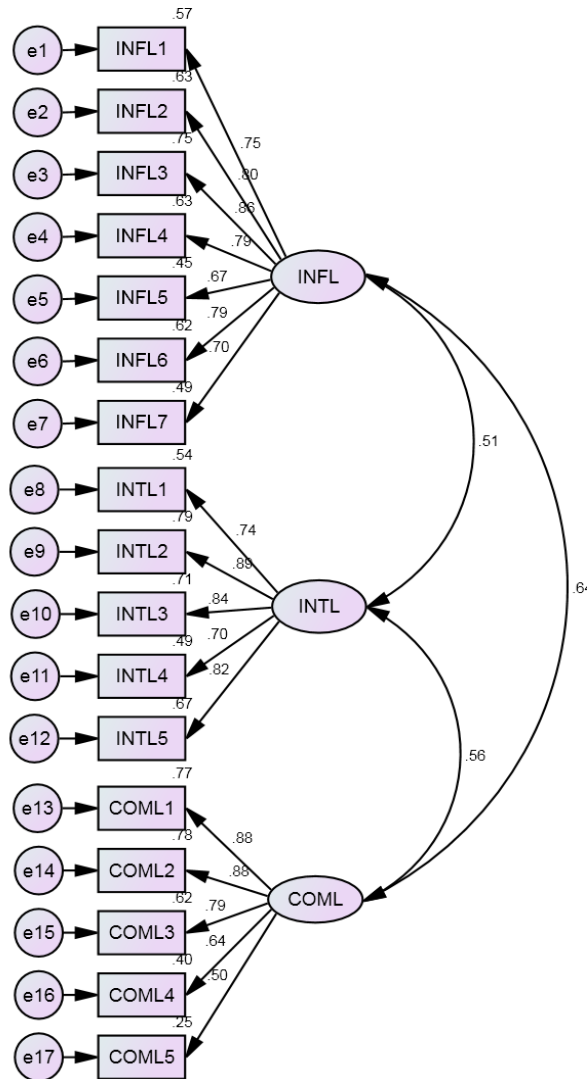 .57
e1
INFL1
.63
e2
INFL2
.75
.75
e3
INFL3
.80
.63
.86
e4
INFL4
.79
.45
INFL
e5
INFL5
.67
.62
.79
e6
INFL6
.70
.49
e7
INFL7
.51
.54
e8
INTL1
.79
.74
e9
INTL2
.89
.71
.64
e10
INTL3
.84
INTL
.49
.70
e11
INTL4
.82
.67
e12
INTL5
.56
.77
e13
COML1
.78
.88
e14
COML2
.88
.62
.79
COML
e15
COML3
.64
.40
.50
e16
COML4
.25
e17
COML5